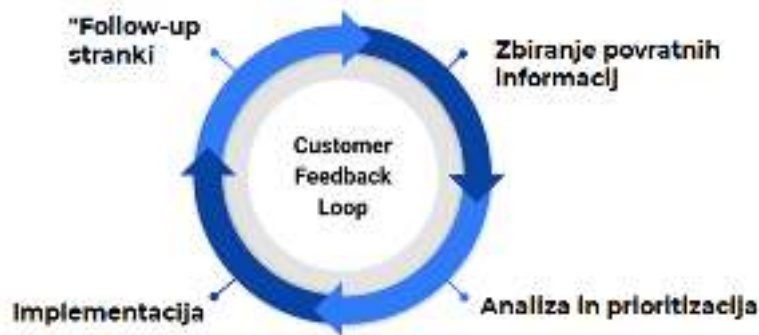 "Follow-up
stranki
Zbiranje povratnih
informacij
Customer
Feedback
Loop
Implementacija
Analiza in prioritizacija